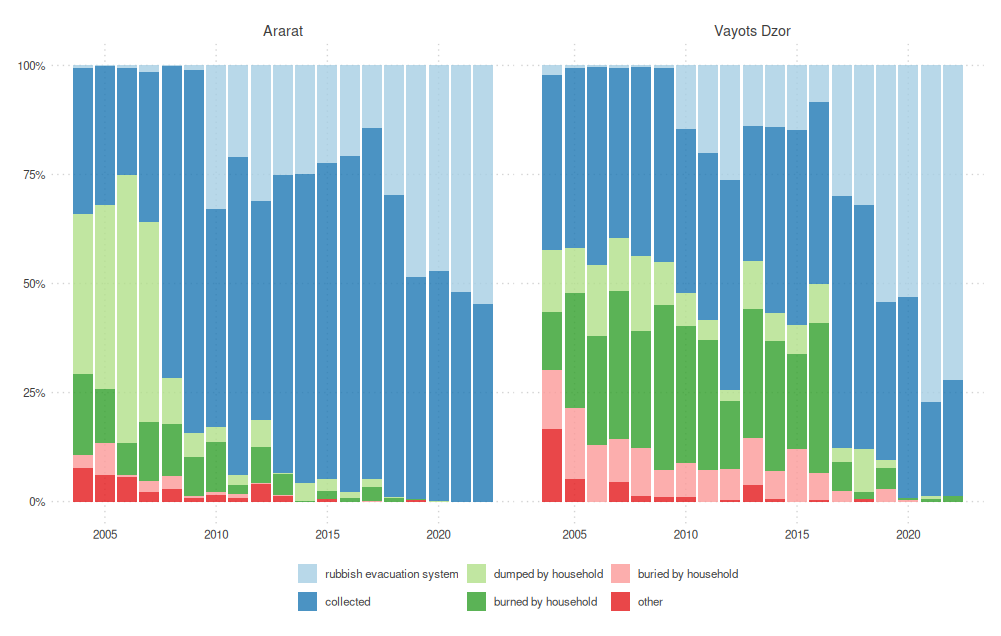 Ararat
Vayots Dzor
100%
75%
50%
25%
0%
2005 2010 2015 2020
2005 2010 2015 2020
rubbish evacuation system
dumped by household
buried by household
collected
burned by household
other